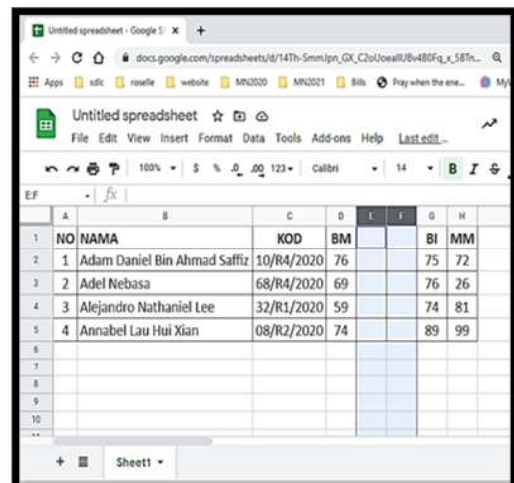 Untitled spreadsheet - Google S
docs.google.com/spreadsheets/d/
Apps sdlc roselle website MN2020 MN2021 Bills Pray when the ene...
Untitled spreadsheet
File Edit View Insert Format Data Tools Add-ons Help Last edit ...
100% $ % .0 .00 123 Calibri 14 B I S
E:F fx
A B C D E F G H
1 NO NAMA KOD BM BI MM
2 1 Adam Daniel Bin Ahmad Saffiz 10/R4/2020 76 75 72
3 2 Adel Nebasa 68/R4/2020 69 76 26
4 3 Alejandro Nathaniel Lee 32/R1/2020 59 74 81
5 4 Annabel Lau Hui Xian 08/R2/2020 74 89 99
6
7
8
9
10
+ Sheet1